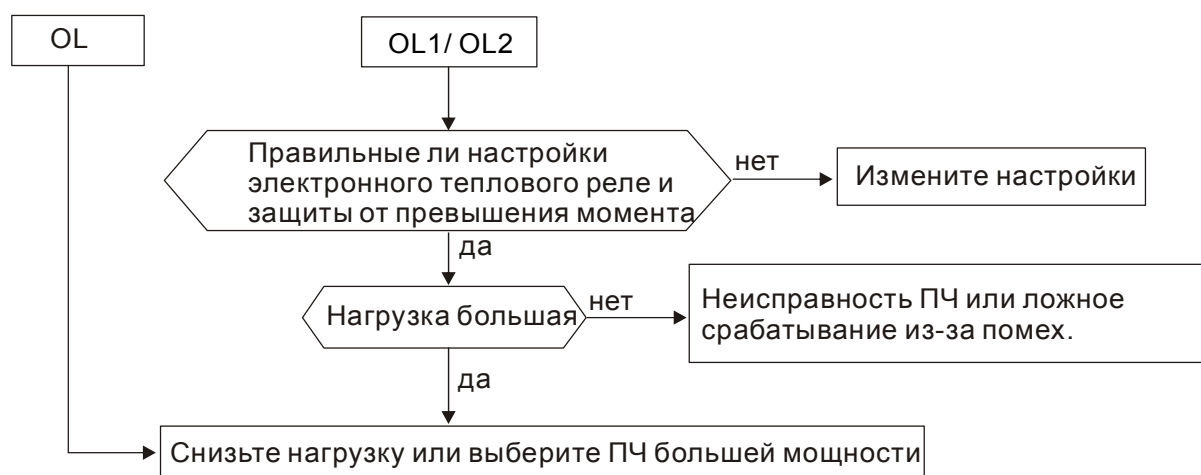 OL
OL1/ OL2
Правильные ли настройки
электронного теплового реле и
защиты от превышения момента
нет
Измените настройки
да
Нагрузка большая
нет
Неисправность ПЧ или ложное
срабатывание из-за помех.
да
Снизьте нагрузку или выберите ПЧ большей мощности